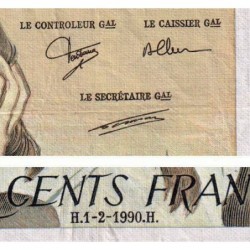 LE CONTROLEUR GAL LE CAISSIER GAL
LE SECRÉTAIRE GAL
CENTS FRAN
H.1-2-1990.H.